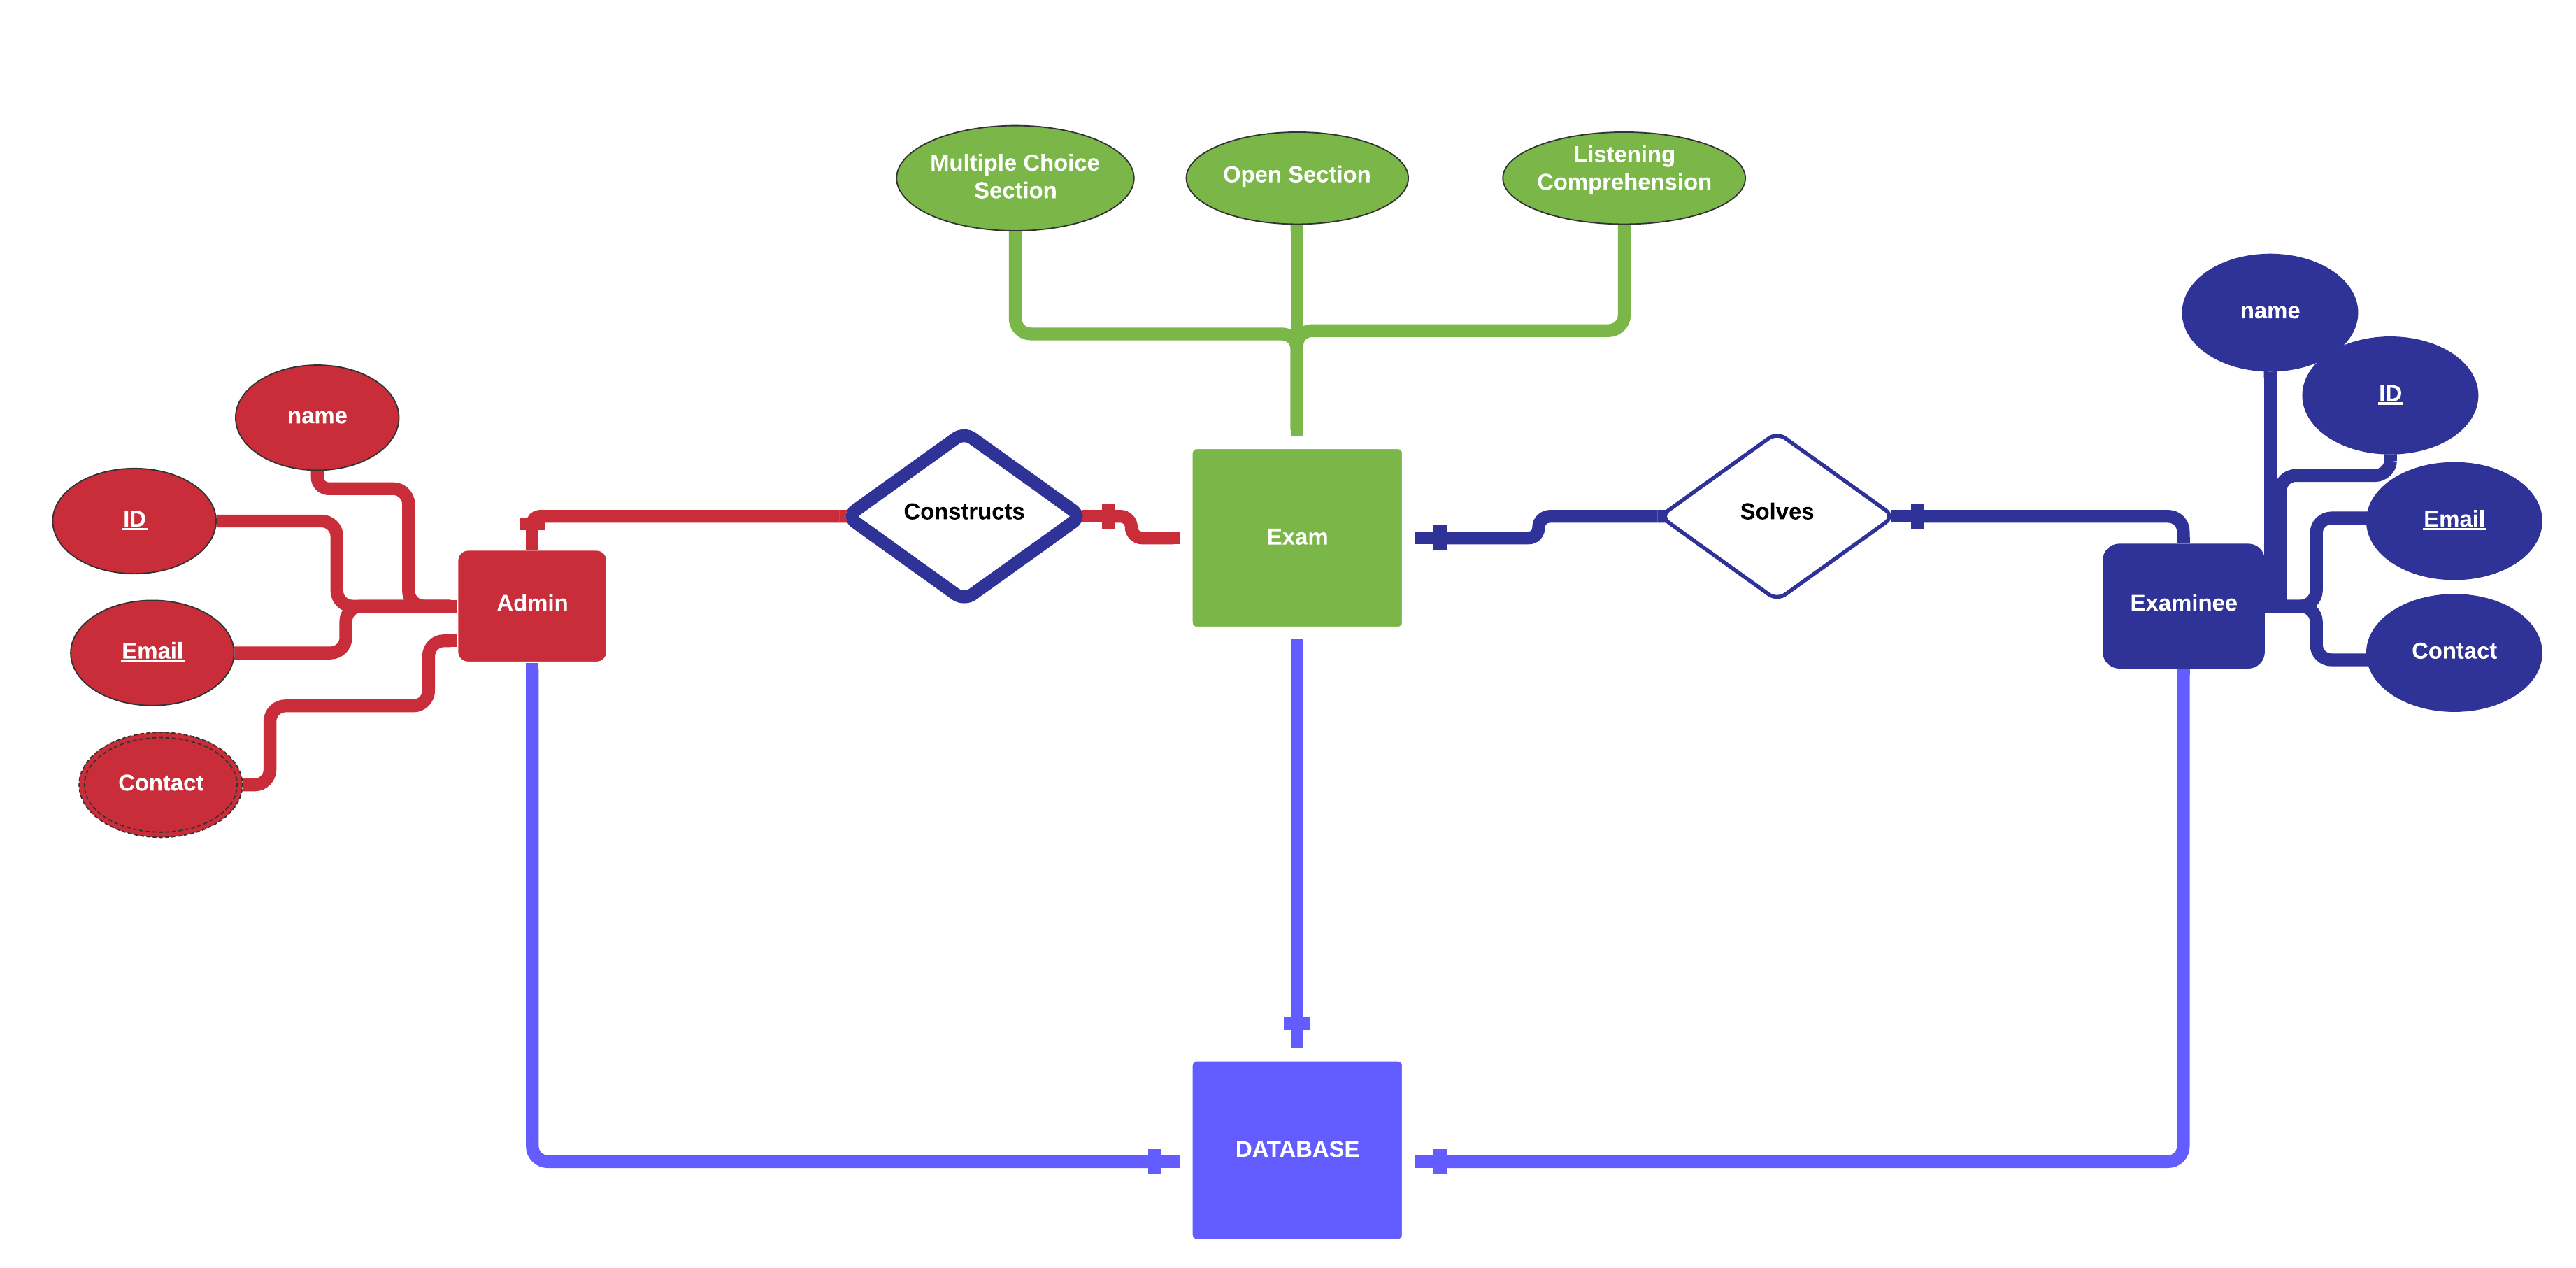 Multiple Choice
Section
Open Section
Listening
Comprehension
name
ID
Email
Contact
name
ID
Email
Contact
Admin
Constructs
Exam
Solves
Examinee
DATABASE